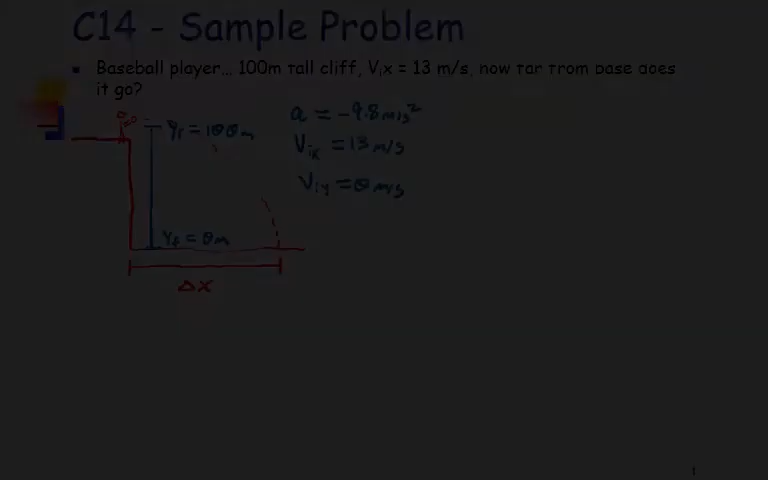 C14 - Sample Problem
Baseball player... 100m tall cliff, Vix = 13 m/s, how far from base does
it go?
a = -9.8 m/s²
Yi = 100m
Vix = 13 m/s
Viy = 0 m/s
Yf = 0m
Δx
1